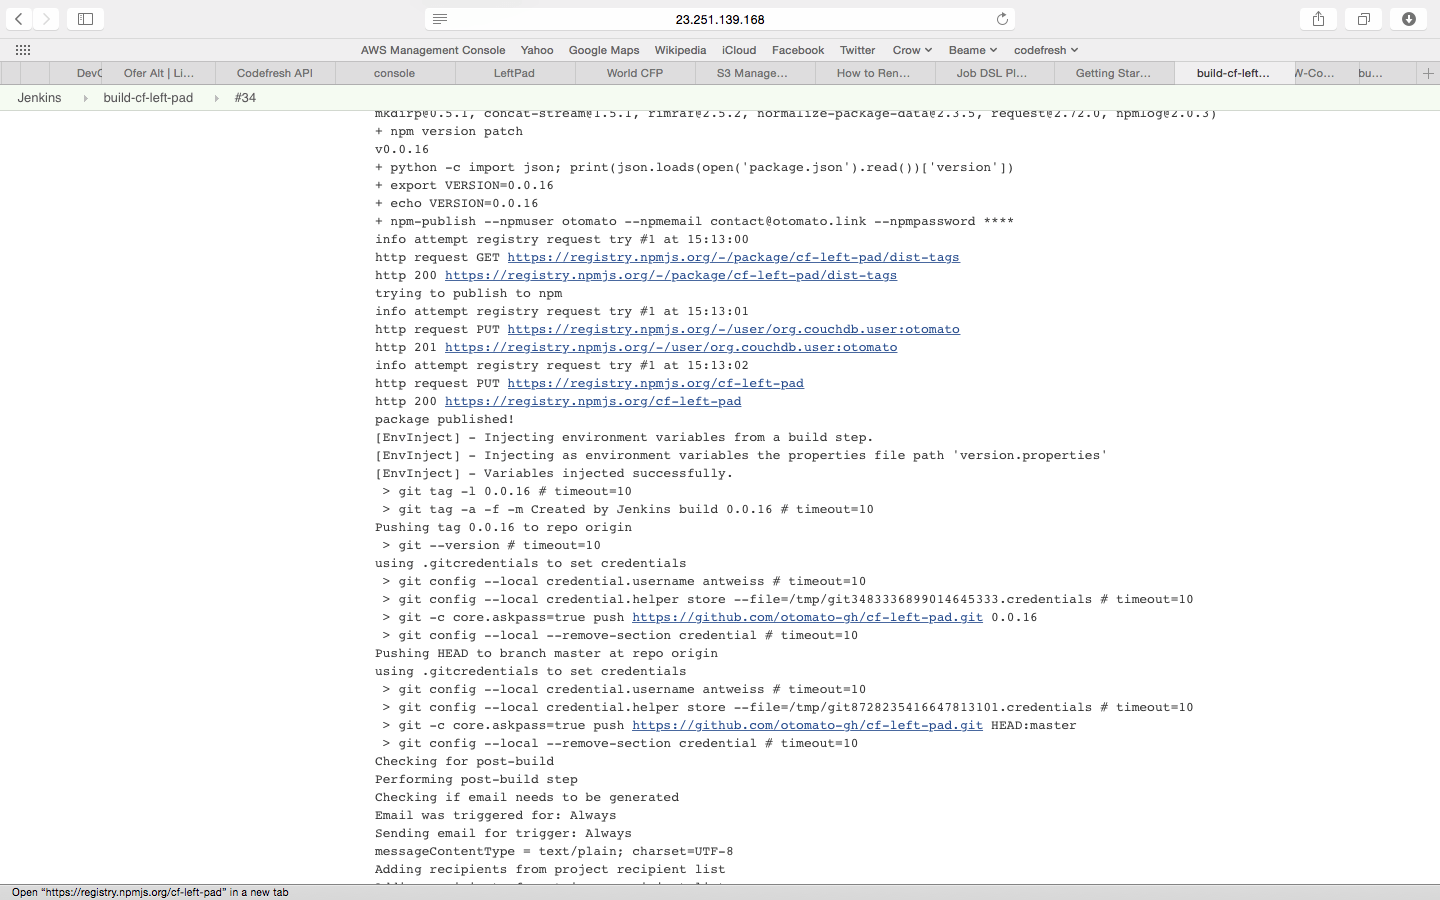 23.251.139.168
AWS Management Console Yahoo Google Maps Wikipedia iCloud Facebook Twitter Crow Beame codefresh
Ofer Alt | Li... Codefresh API console LeftPad World CFP S3 Manage... How to Ren... Job DSL Pl... Getting Star... build-cf-left... bu...
Jenkins build-cf-left-pad #34
mkdirp@0.5.1, concat-stream@1.5.1, rimraf@2.5.2, normalize-package-data@2.3.5, request@2.72.0, npmlog@2.0.3)
+ npm version patch
v0.0.16
+ python -c import json; print(json.loads(open('package.json').read())['version'])
+ export VERSION=0.0.16
+ echo VERSION=0.0.16
+ npm-publish --npmuser otomato --npmemail contact@otomato.link --npmpassword ****
info attempt registry request try #1 at 15:13:00
http request GET https://registry.npmjs.org/-/package/cf-left-pad/dist-tags
http 200 https://registry.npmjs.org/-/package/cf-left-pad/dist-tags
trying to publish to npm
info attempt registry request try #1 at 15:13:01
http request PUT https://registry.npmjs.org/-/user/org.couchdb.user:otomato
http 201 https://registry.npmjs.org/-/user/org.couchdb.user:otomato
info attempt registry request try #1 at 15:13:02
http request PUT https://registry.npmjs.org/cf-left-pad
http 200 https://registry.npmjs.org/cf-left-pad
package published!
[EnvInject] - Injecting environment variables from a build step.
[EnvInject] - Injecting as environment variables the properties file path 'version.properties'
[EnvInject] - Variables injected successfully.
> git tag -l 0.0.16 # timeout=10
> git tag -a -f -m Created by Jenkins build 0.0.16 # timeout=10
Pushing tag 0.0.16 to repo origin
> git --version # timeout=10
using .gitcredentials to set credentials
> git config --local credential.username antweiss # timeout=10
> git config --local credential.helper store --file=/tmp/git3483336899014645333.credentials # timeout=10
> git -c core.askpass=true push https://github.com/otomato-gh/cf-left-pad.git 0.0.16
> git config --local --remove-section credential # timeout=10
Pushing HEAD to branch master at repo origin
using .gitcredentials to set credentials
> git config --local credential.username antweiss # timeout=10
> git config --local credential.helper store --file=/tmp/git8728235416647813101.credentials # timeout=10
> git -c core.askpass=true push https://github.com/otomato-gh/cf-left-pad.git HEAD:master
> git config --local --remove-section credential # timeout=10
Checking for post-build
Performing post-build step
Checking if email needs to be generated
Email was triggered for: Always
Sending email for trigger: Always
messageContentType = text/plain; charset=UTF-8
Adding recipients from project recipient list
Open "https://registry.npmjs.org/cf-left-pad" in a new tab